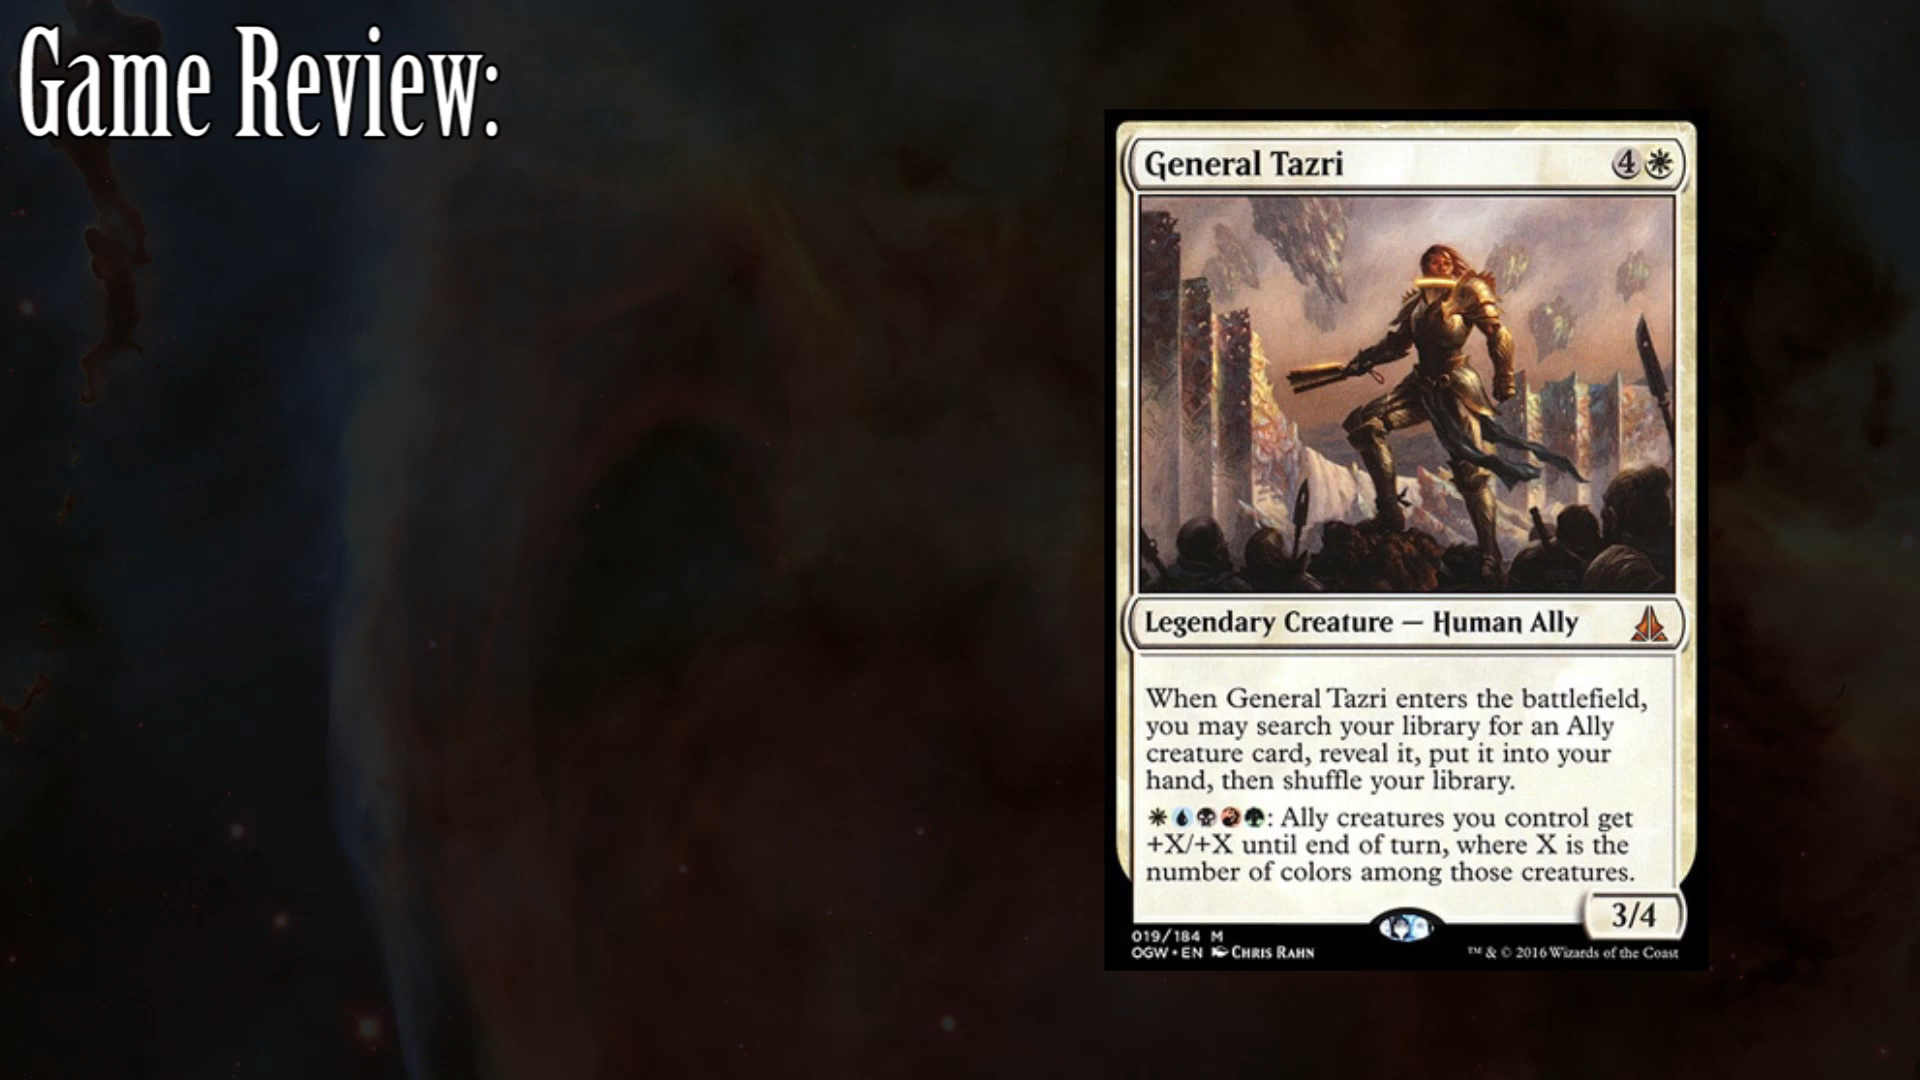 Game Review:
General Tazri 4
Legendary Creature — Human Ally
When General Tazri enters the battlefield,
you may search your library for an Ally
creature card, reveal it, put it into your
hand, then shuffle your library.
: Ally creatures you control get
+X/+X until end of turn, where X is the
number of colors among those creatures.
3/4
019/184 M
OGW • EN CHRIS RAHN
™ & © 2016 Wizards of the Coast